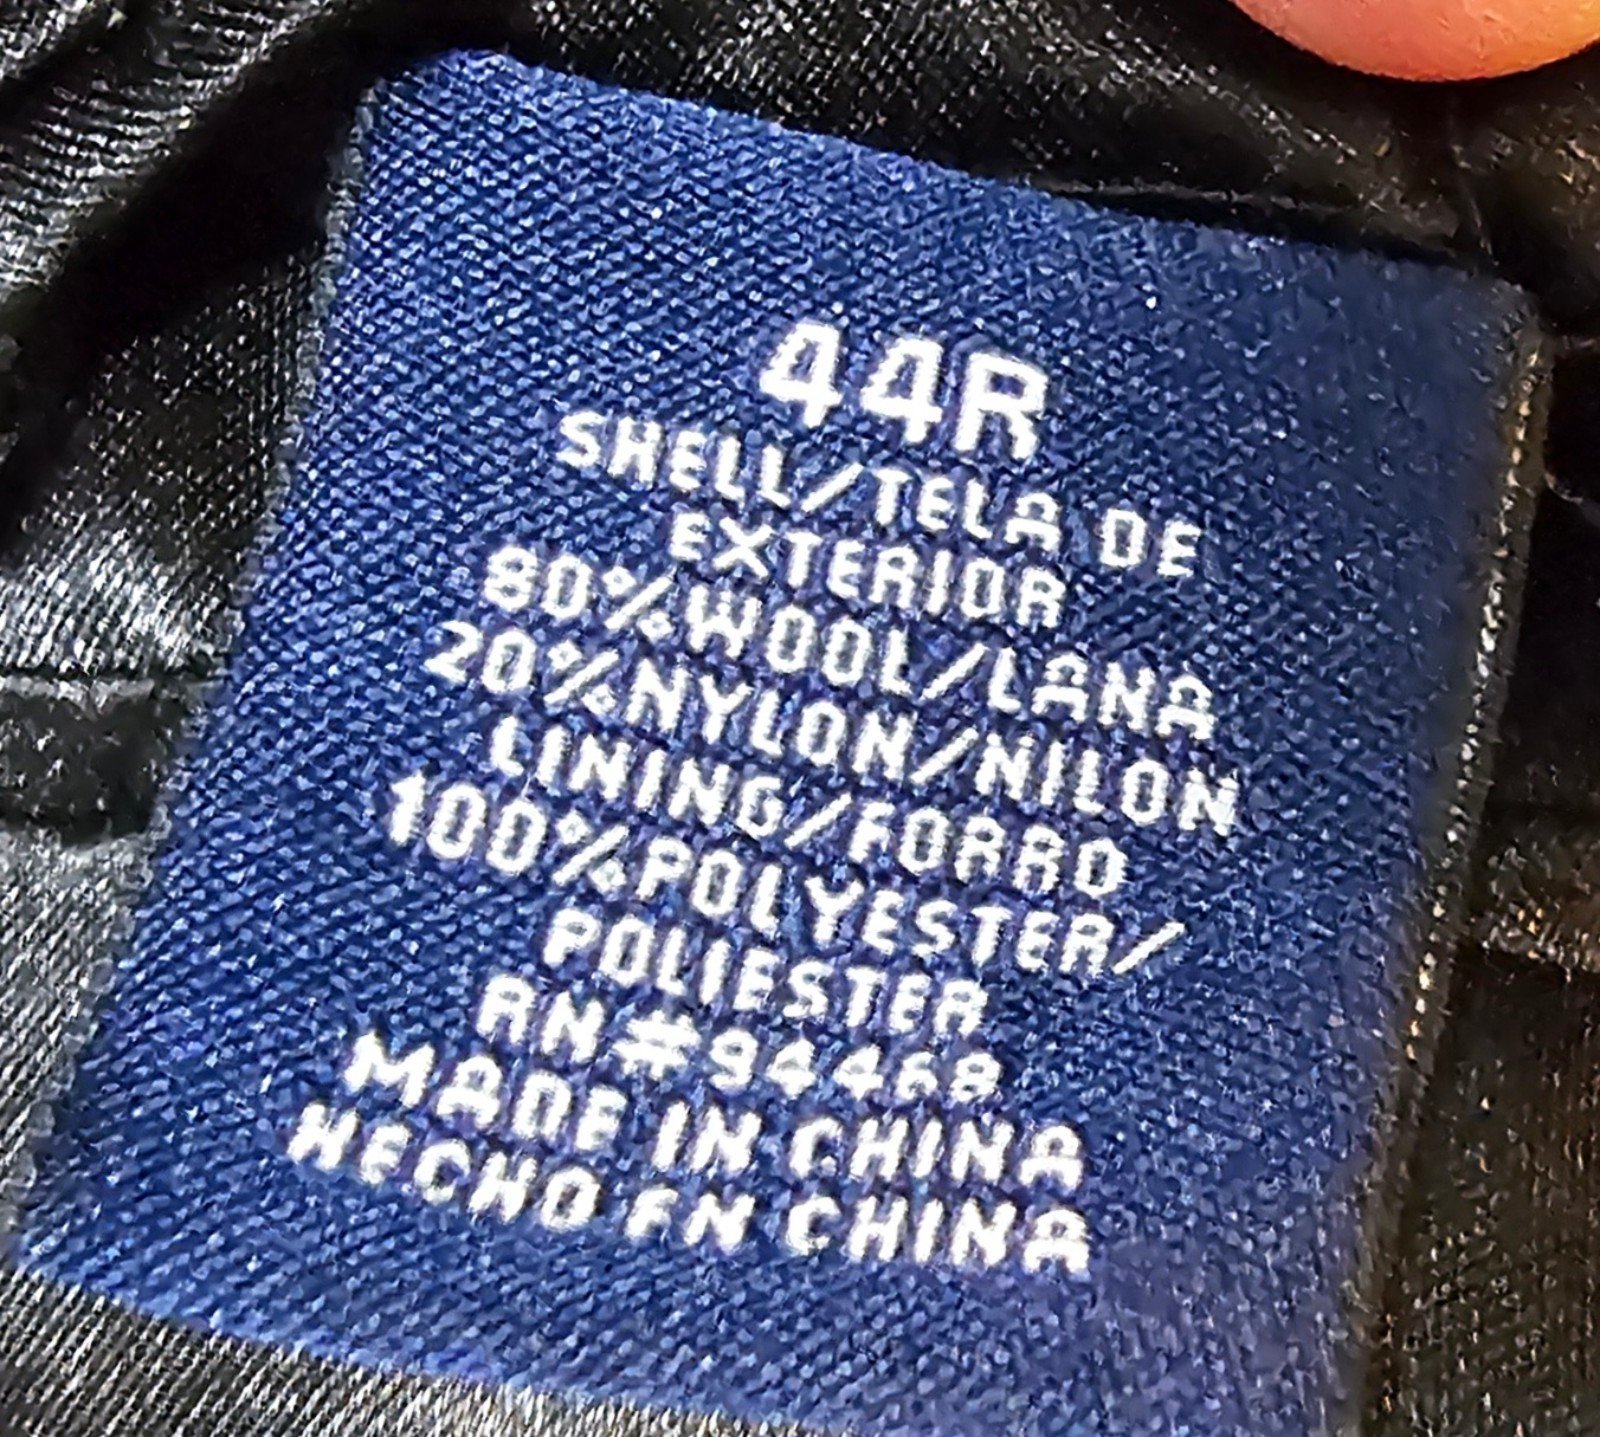 44R
SHELL/TELA DE
EXTERIOR
80%WOOL/LANA
20%NYLON/NILON
LINING/FORRO
100%POLYESTER/
POLIESTER
RN#94468
MADE IN CHINA
HECHO EN CHINA